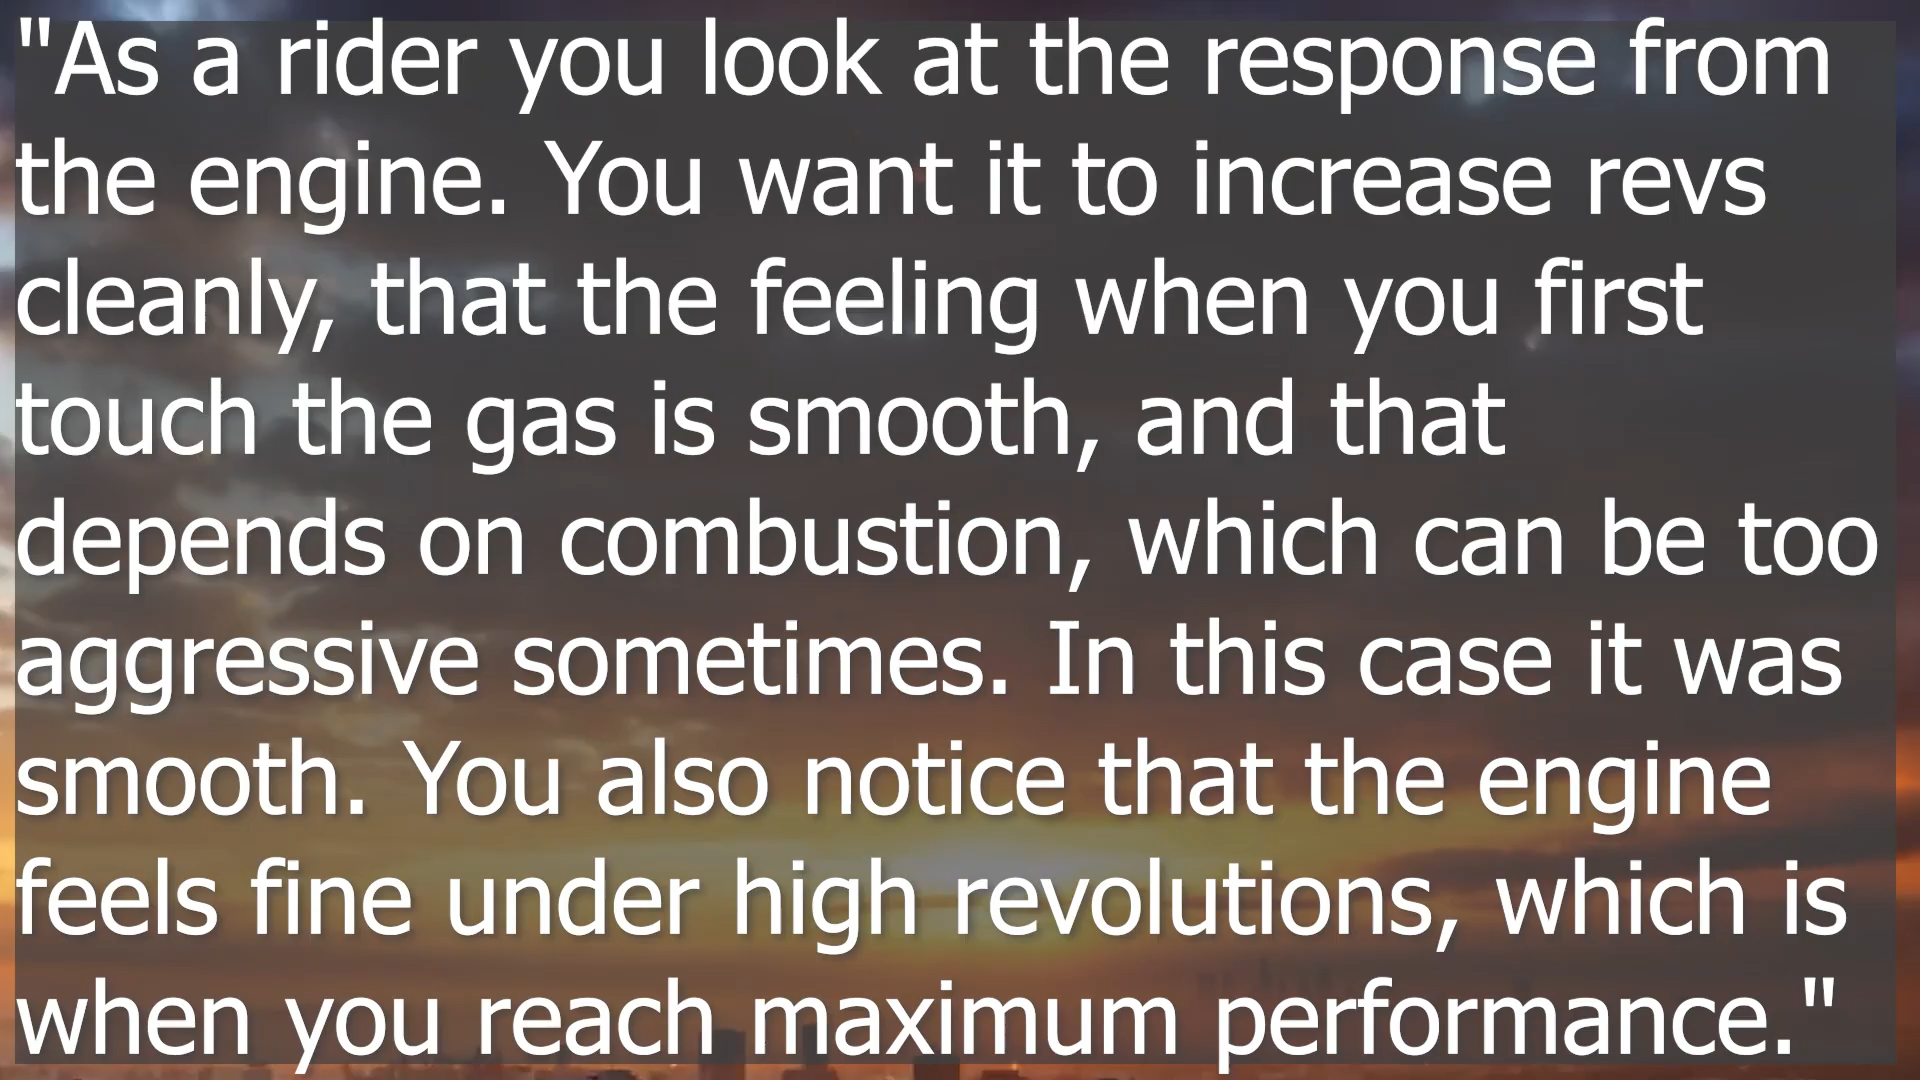 "As a rider you look at the response from
the engine. You want it to increase revs
cleanly, that the feeling when you first
touch the gas is smooth, and that
depends on combustion, which can be too
aggressive sometimes. In this case it was
smooth. You also notice that the engine
feels fine under high revolutions, which is
when you reach maximum performance."